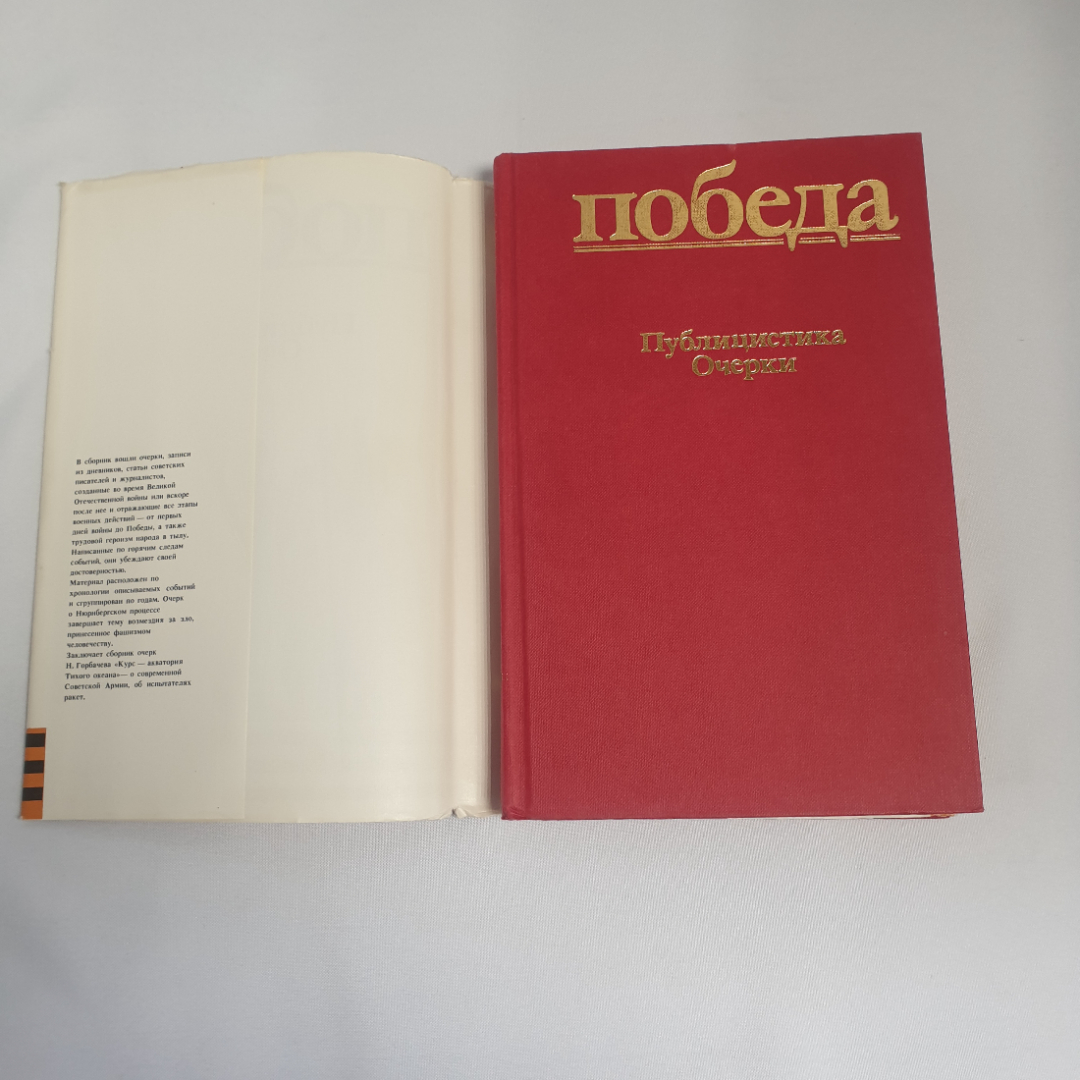 В сборник вошли очерки, записи
из дневников, статьи советских
писателей и журналистов,
созданные во время Великой
Отечественной войны или вскоре
после нее и отражающие все этапы
военных действий — от первых
дней войны до Победы, а также
трудовой героизм народа в тылу.
Написанные по горячим следам
событий, они убеждают своей
достоверностью.
Материал расположен по
хронологии описываемых событий
и сгруппирован по годам. Очерк
о Нюрнбергском процессе
завершает тему возмездия за зло,
принесенное фашизмом
человечеству.
Заключает сборник очерк
Н. Горбачева «Курс — акватория
Тихого океана»— о современной
Советской Армии, об испытателях
ракет.
победа
Публицистика
Очерки